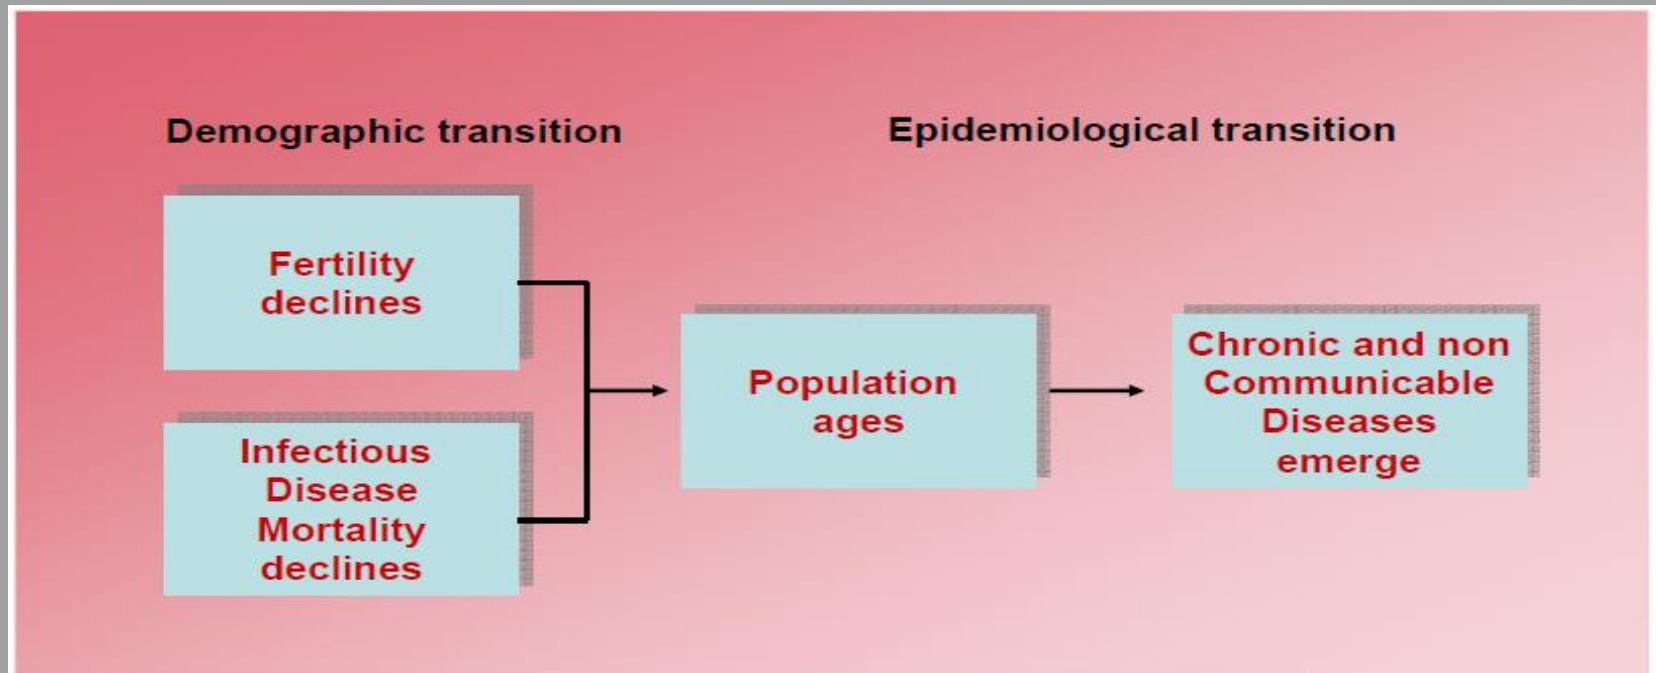 Demographic transition
Epidemiological transition
Fertility
declines
Infectious
Disease
Mortality
declines
Population
ages
Chronic and non
Communicable
Diseases
emerge